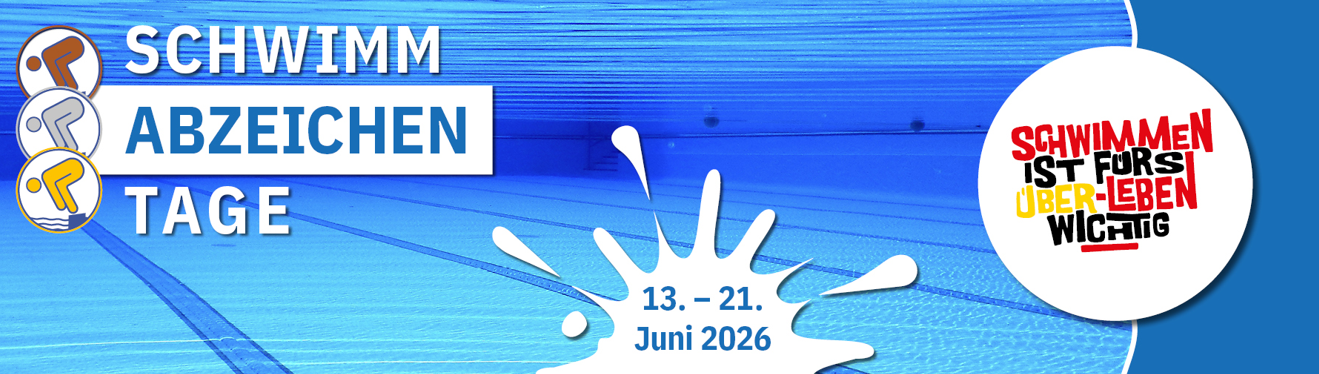 SCHWIMM
ABZEICHEN
TAGE
13. – 21.
Juni 2026
SCHWIMMEN
IST FÜRS
ÜBER-LEBEN
WICHTIG